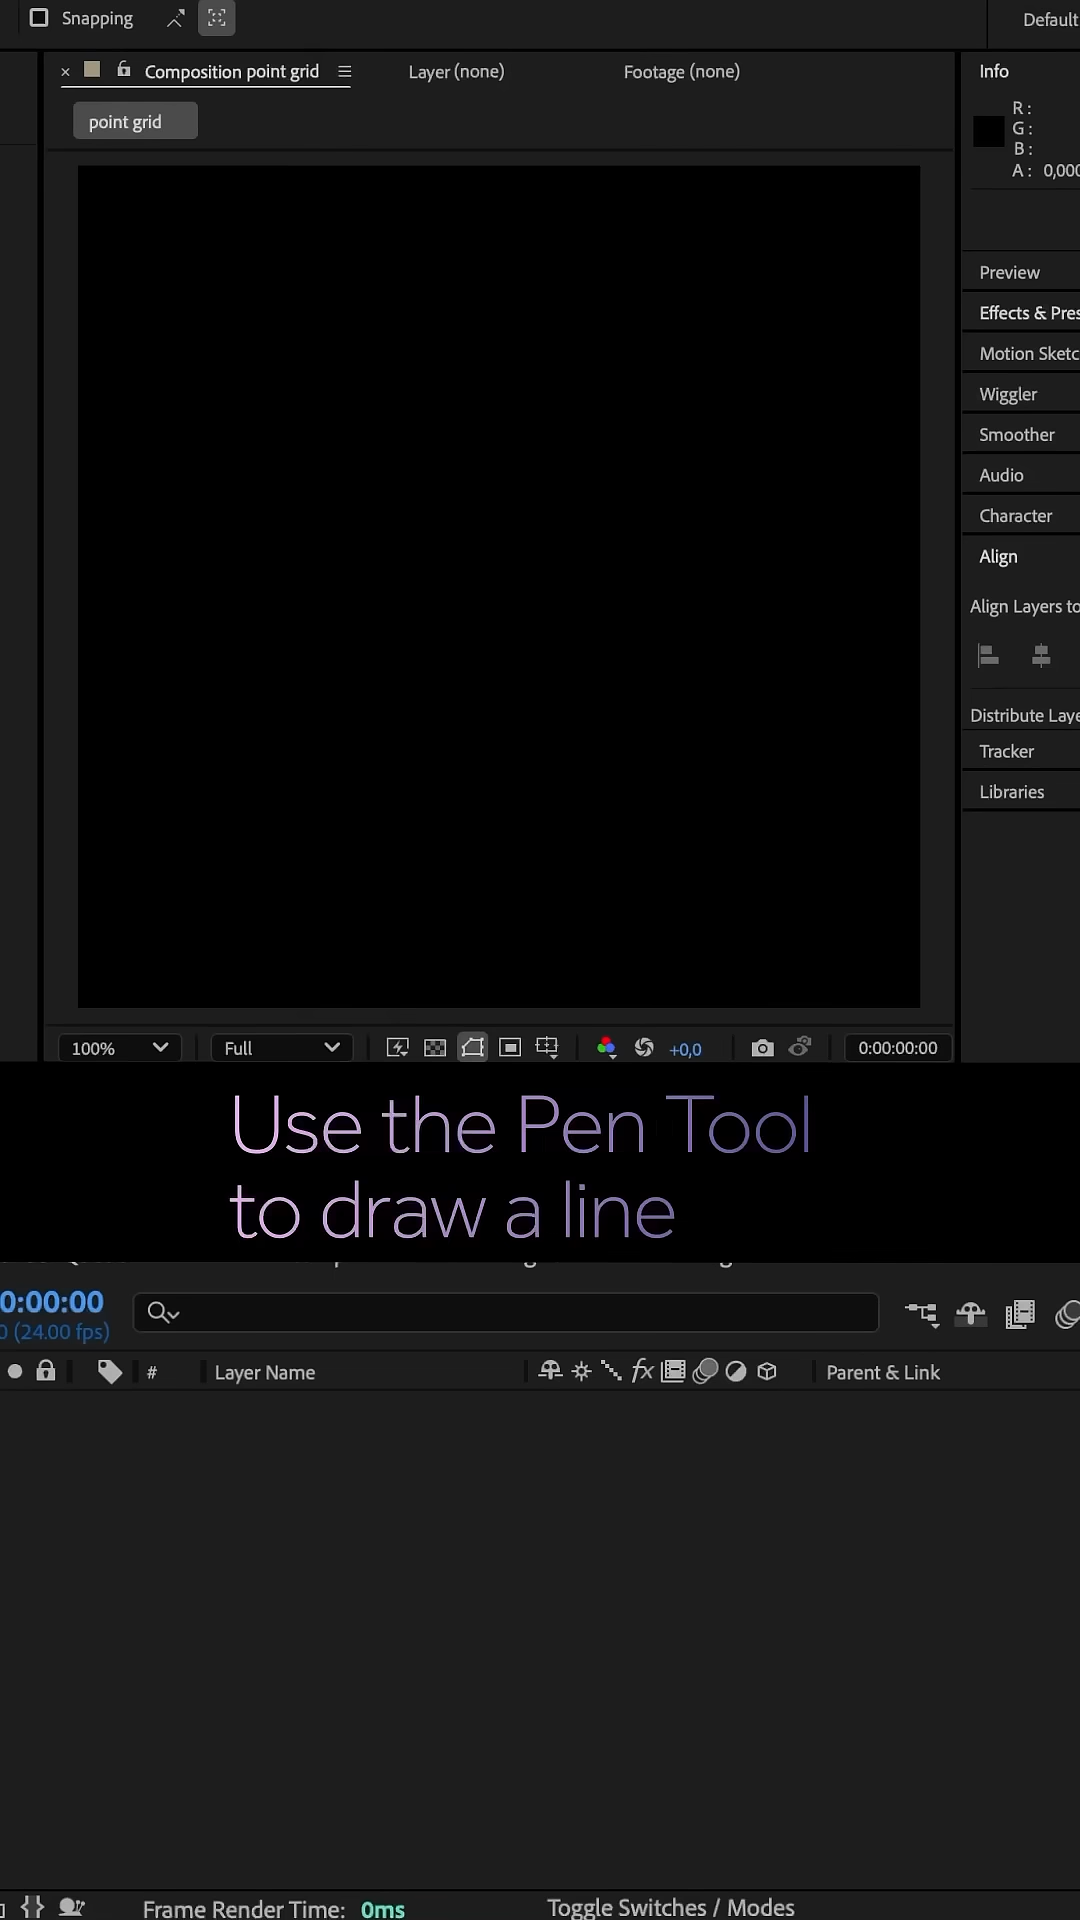 Snapping
Default
Composition point grid
Layer (none)
Footage (none)
Info
point grid
R :
G :
B :
A : 0,000
Preview
Effects & Pres
Motion Sketc
Wiggler
Smoother
Audio
Character
Align
Align Layers to
Distribute Laye
Tracker
Libraries
100%
Full
+0,0
0:00:00:00
Use the Pen Tool
to draw a line
0:00:00
0 (24.00 fps)
#
Layer Name
fx
Parent & Link
Frame Render Time: 0ms
Toggle Switches / Modes